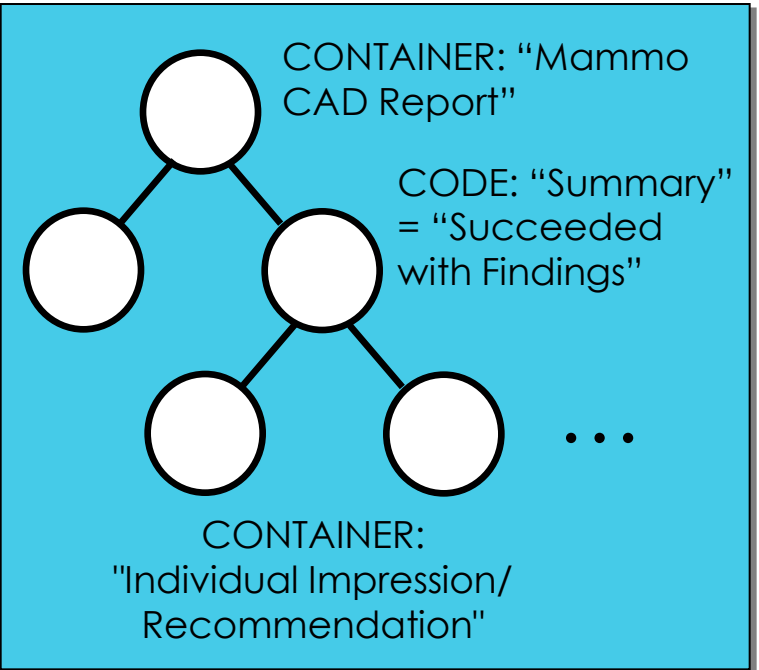 CONTAINER: “Mammo
CAD Report”
CODE: “Summary”
= “Succeeded
with Findings”
. . .
CONTAINER:
"Individual Impression/
Recommendation"